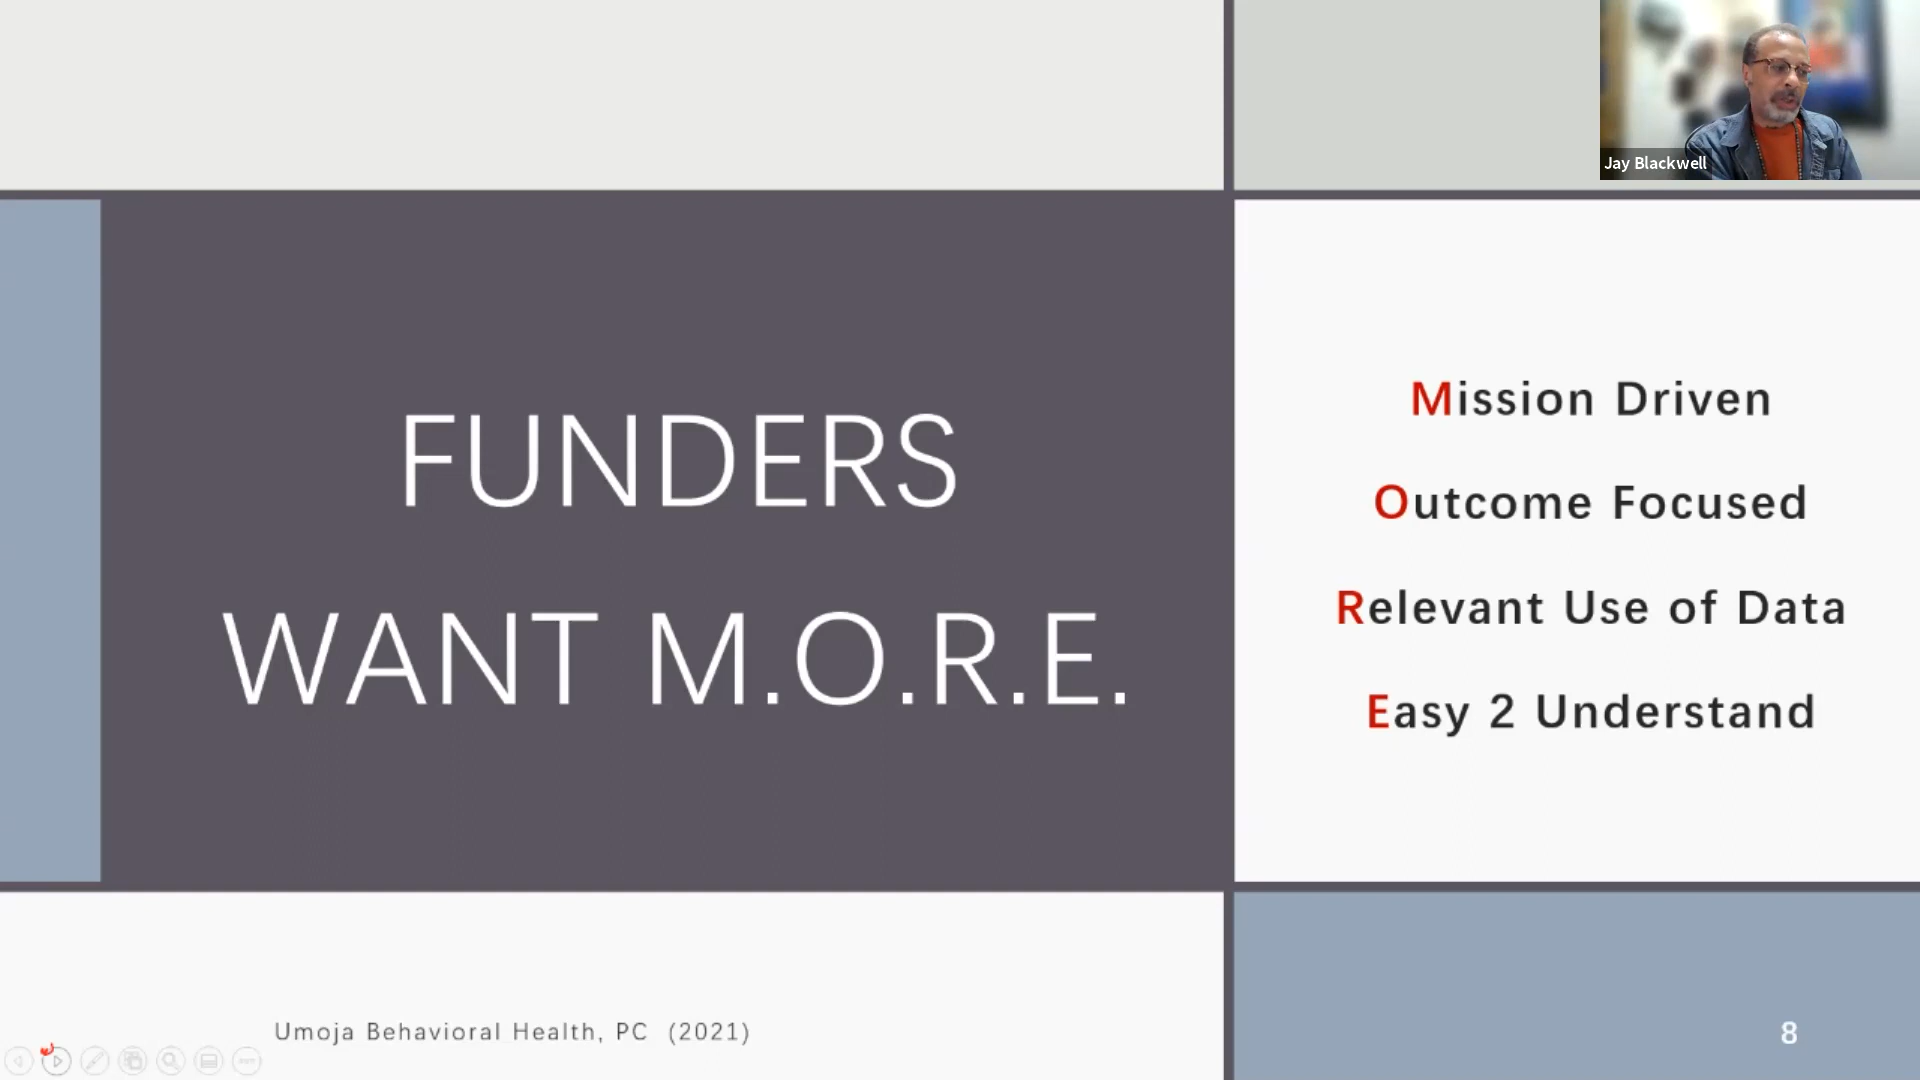 Jay Blackwell
FUNDERS
WANT M.O.R.E.
Mission Driven
Outcome Focused
Relevant Use of Data
Easy 2 Understand
Umoja Behavioral Health, PC (2021)
8